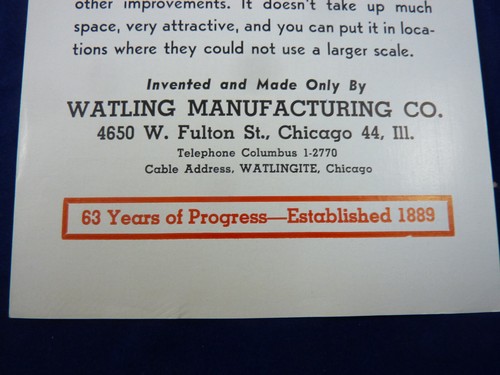 other improvements. It doesn't take up much
space, very attractive, and you can put it in loca-
tions where they could not use a larger scale.
Invented and Made Only By
WATLING MANUFACTURING CO.
4650 W. Fulton St., Chicago 44, Ill.
Telephone Columbus 1-2770
Cable Address, WATLINGITE, Chicago
63 Years of Progress—Established 1889